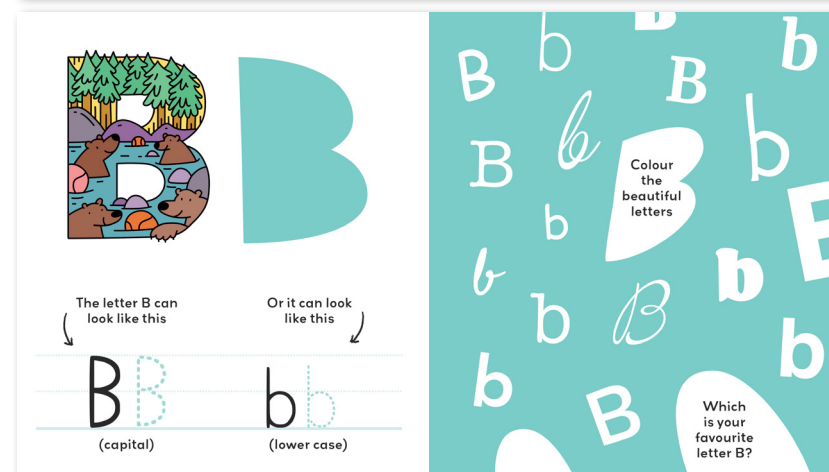 B
The letter B can
look like this
Or it can look
like this
B B
b b
(capital)
(lower case)
b
b
B
B
b
b
B
Colour
the
beautiful
letters
b
B
b
b
b
B
b
b
B
Which
is your
favourite
letter B?